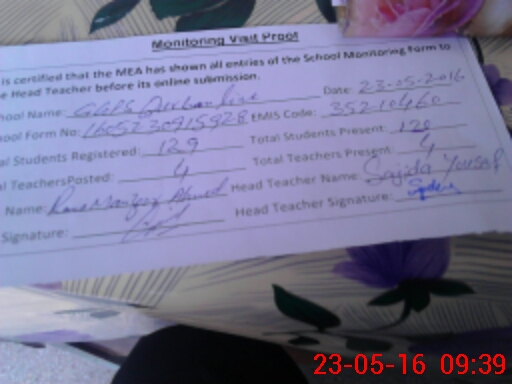 Monitoring Visit Proof
is certified that the MEA has shown all entries of the School Monitoring Form to
e Head Teacher before its online submission.
hool Name: GGPS Date: 23-05-2016
hool Form No: 1605230915928 EMIS Code: 35210460
al Students Registered: 129 Total Students Present: 120
al TeachersPosted: 4 Total Teachers Present: 4
Name: Rana Ahmed Head Teacher Name: Sajida Yousaf
Signature: Head Teacher Signature:
23-05-16 09:39